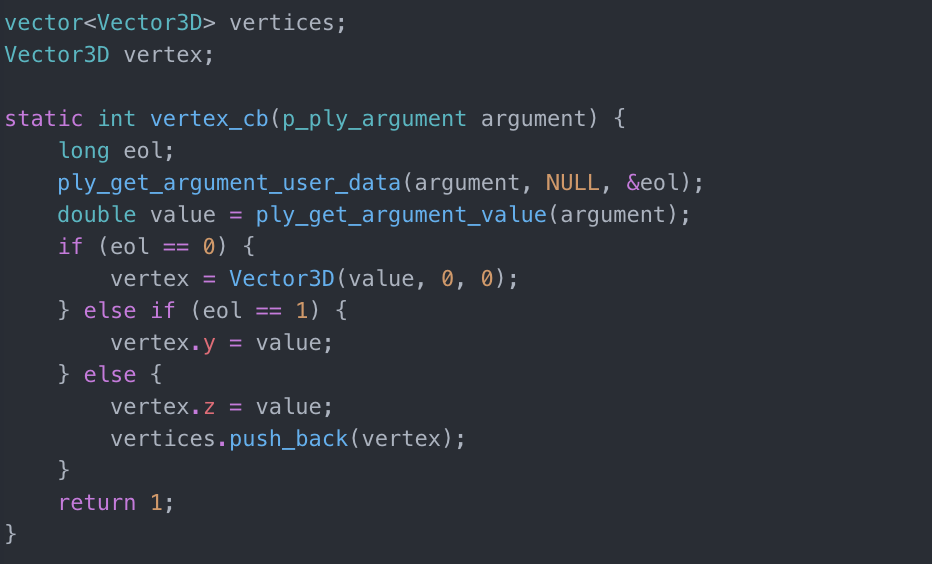 vector<Vector3D> vertices;
Vector3D vertex;

static int vertex_cb(p_ply_argument argument) {
    long eol;
    ply_get_argument_user_data(argument, NULL, &eol);
    double value = ply_get_argument_value(argument);
    if (eol == 0) {
        vertex = Vector3D(value, 0, 0);
    } else if (eol == 1) {
        vertex.y = value;
    } else {
        vertex.z = value;
        vertices.push_back(vertex);
    }
    return 1;
}